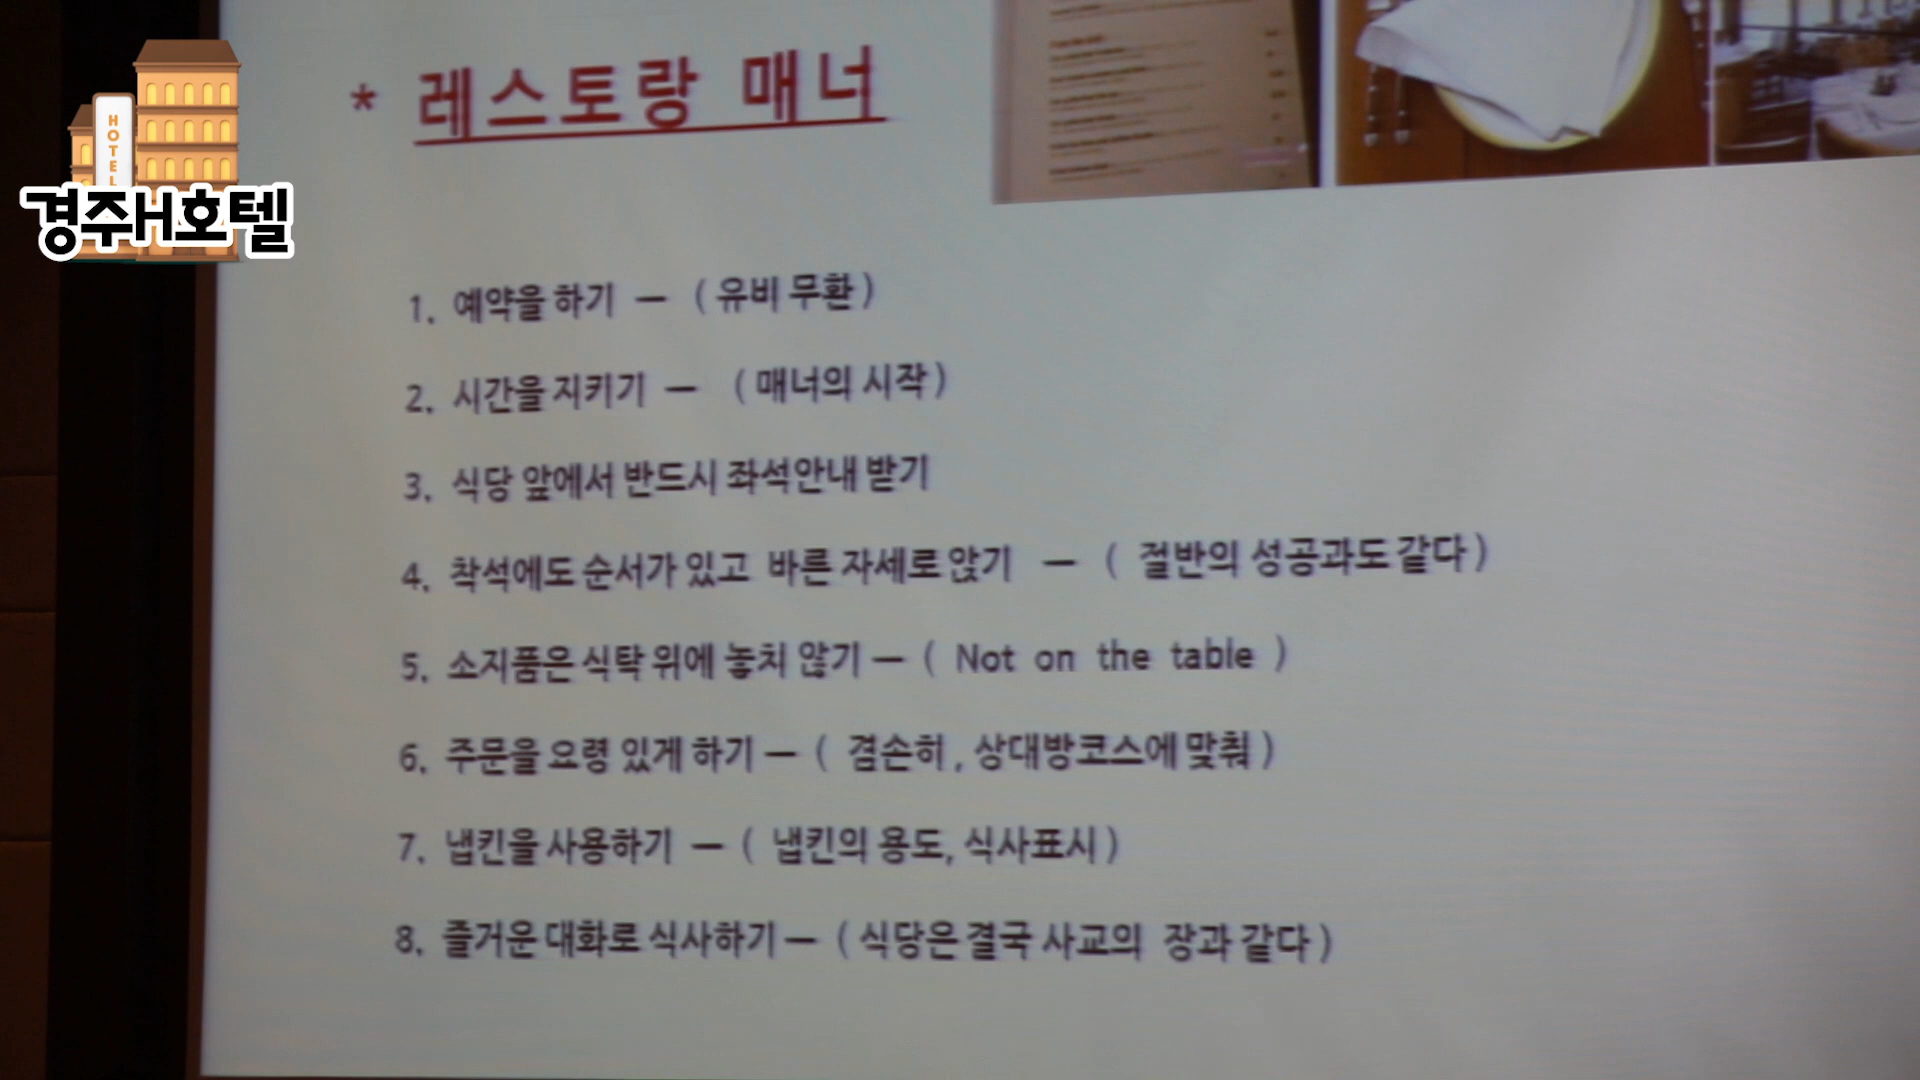 * 레스토랑 매너
HOTEL
경주H호텔
1. 예약을 하기 — ( 유비 무환 )
2. 시간을 지키기 — ( 매너의 시작 )
3. 식당 앞에서 반드시 좌석안내 받기
4. 착석에도 순서가 있고 바른 자세로 앉기 — ( 절반의 성공과도 같다 )
5. 소지품은 식탁 위에 놓치 않기 — ( Not on the table )
6. 주문을 요령 있게 하기 — ( 겸손히 , 상대방코스에 맞춰 )
7. 냅킨을 사용하기 — ( 냅킨의 용도, 식사표시 )
8. 즐거운 대화로 식사하기 — ( 식당은 결국 사교의 장과 같다 )